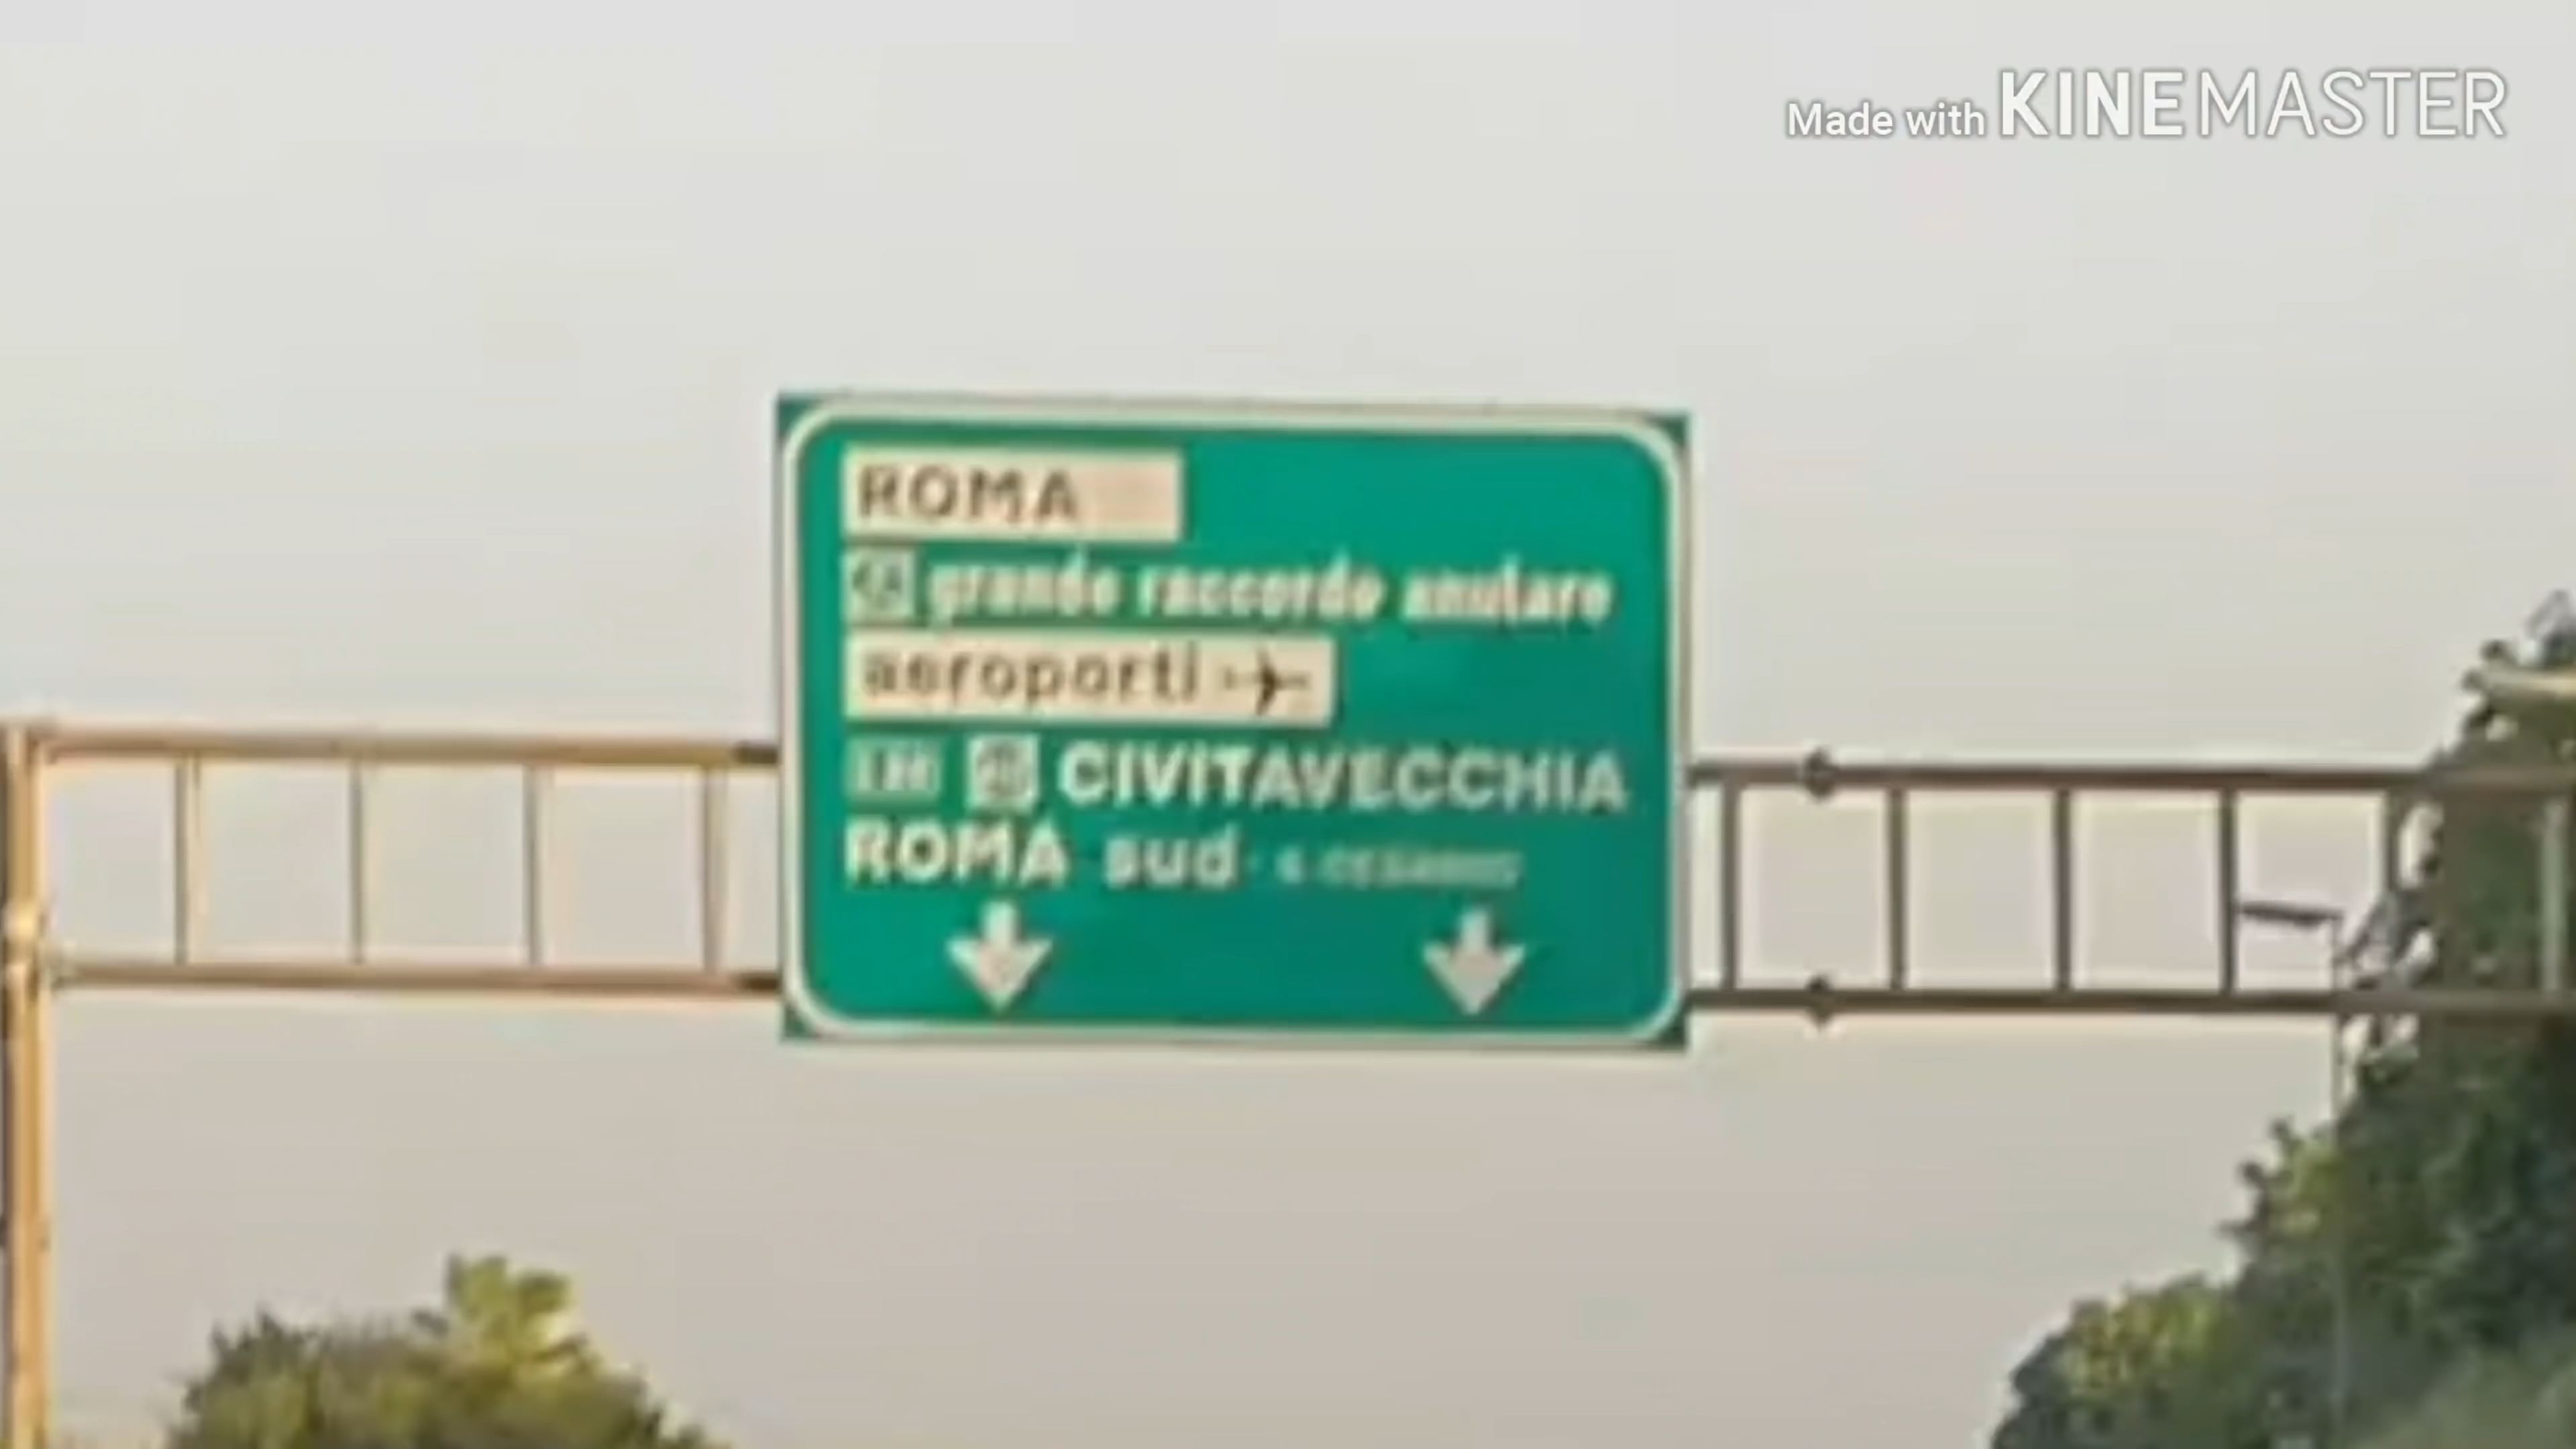 Made with KINEMASTER
ROMA
grande raccordo anulare
aeroporti
CIVITAVECCHIA
ROMA sud